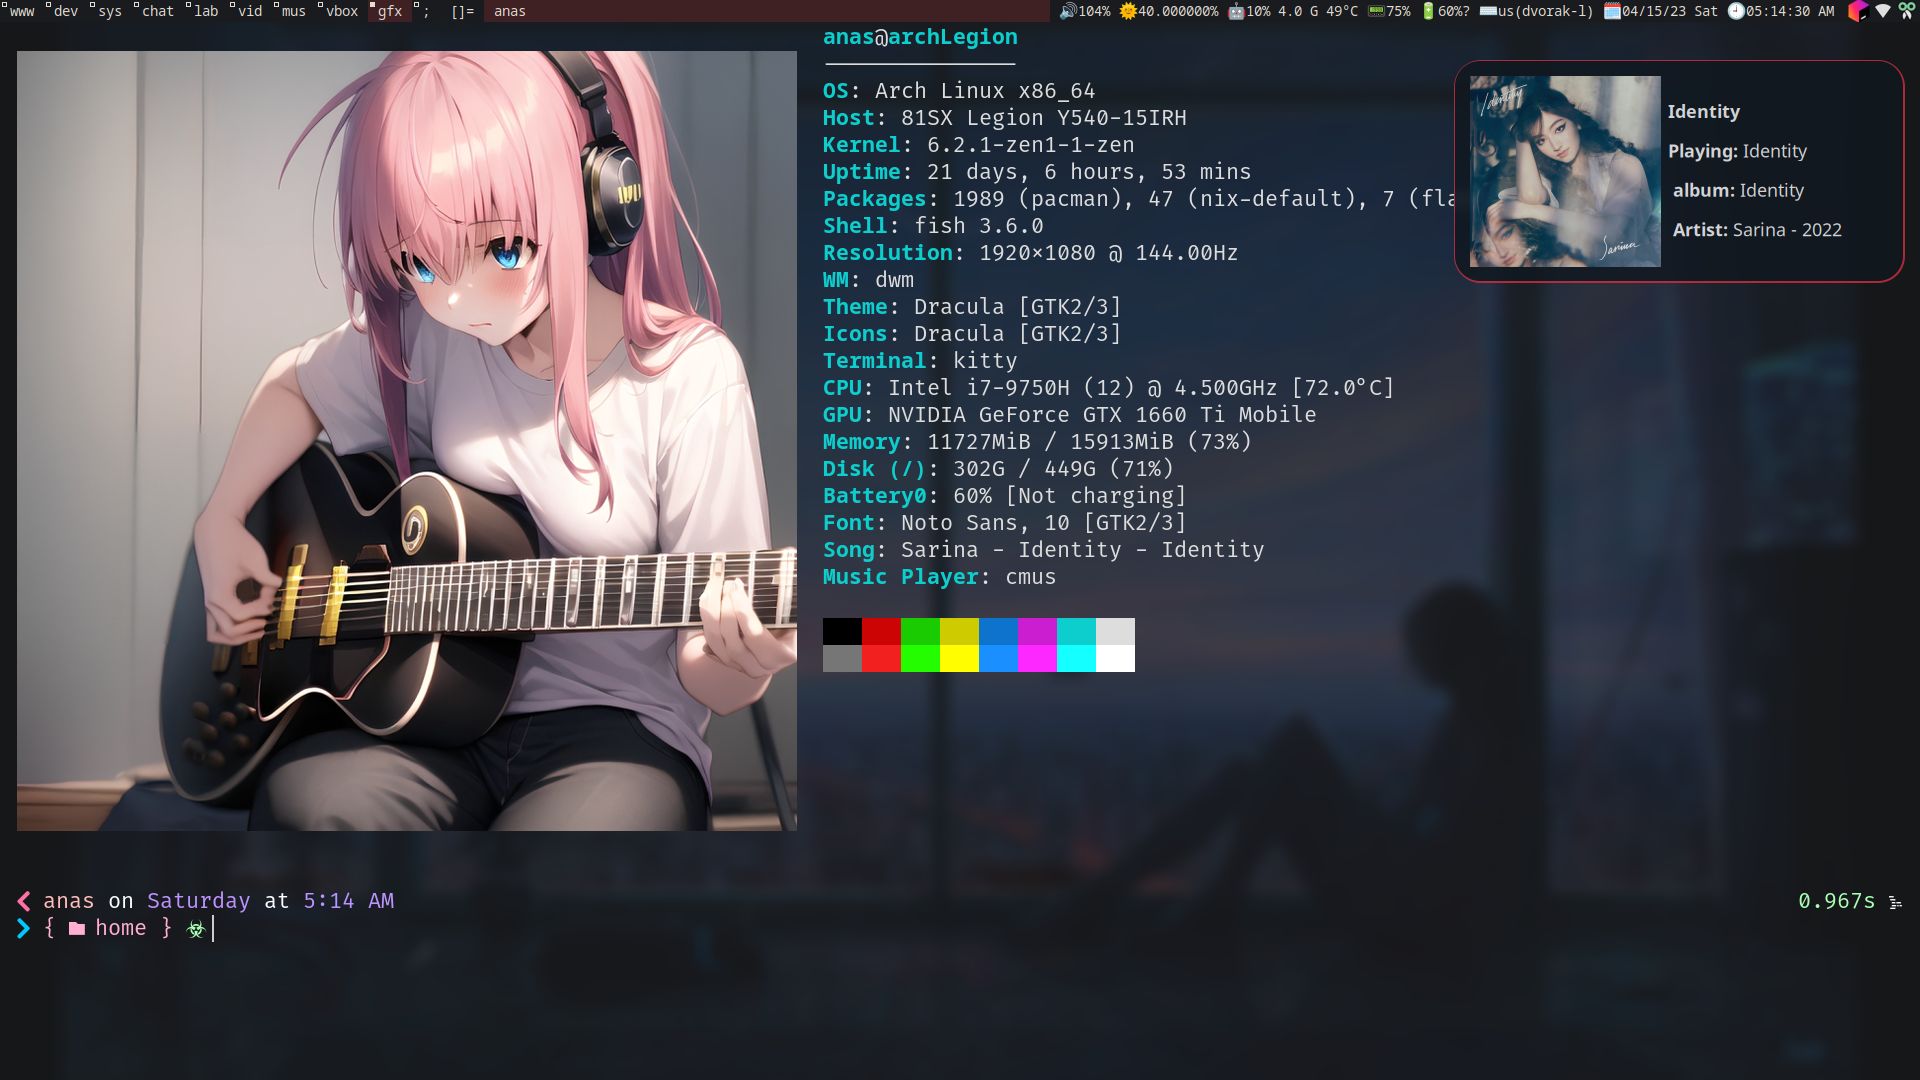 www dev sys chat lab vid mus vbox gfx ; []= anas 🔊104% 🌞40.000000% 🤖10% 4.0 G 49°C 📟75% 🔋60%? ⌨️us(dvorak-l) 🗓️04/15/23 Sat 🕘05:14:30 AM
anas@archLegion
OS: Arch Linux x86_64
Host: 81SX Legion Y540-15IRH
Kernel: 6.2.1-zen1-1-zen
Uptime: 21 days, 6 hours, 53 mins
Packages: 1989 (pacman), 47 (nix-default), 7 (fla
Shell: fish 3.6.0
Resolution: 1920×1080 @ 144.00Hz
WM: dwm
Theme: Dracula [GTK2/3]
Icons: Dracula [GTK2/3]
Terminal: kitty
CPU: Intel i7-9750H (12) @ 4.500GHz [72.0°C]
GPU: NVIDIA GeForce GTX 1660 Ti Mobile
Memory: 11727MiB / 15913MiB (73%)
Disk (/): 302G / 449G (71%)
Battery0: 60% [Not charging]
Font: Noto Sans, 10 [GTK2/3]
Song: Sarina - Identity - Identity
Music Player: cmus
Identity
Sarina
Identity
Playing: Identity
album: Identity
Artist: Sarina - 2022
❮ anas on Saturday at 5:14 AM 0.967s
❯ { home } ☣